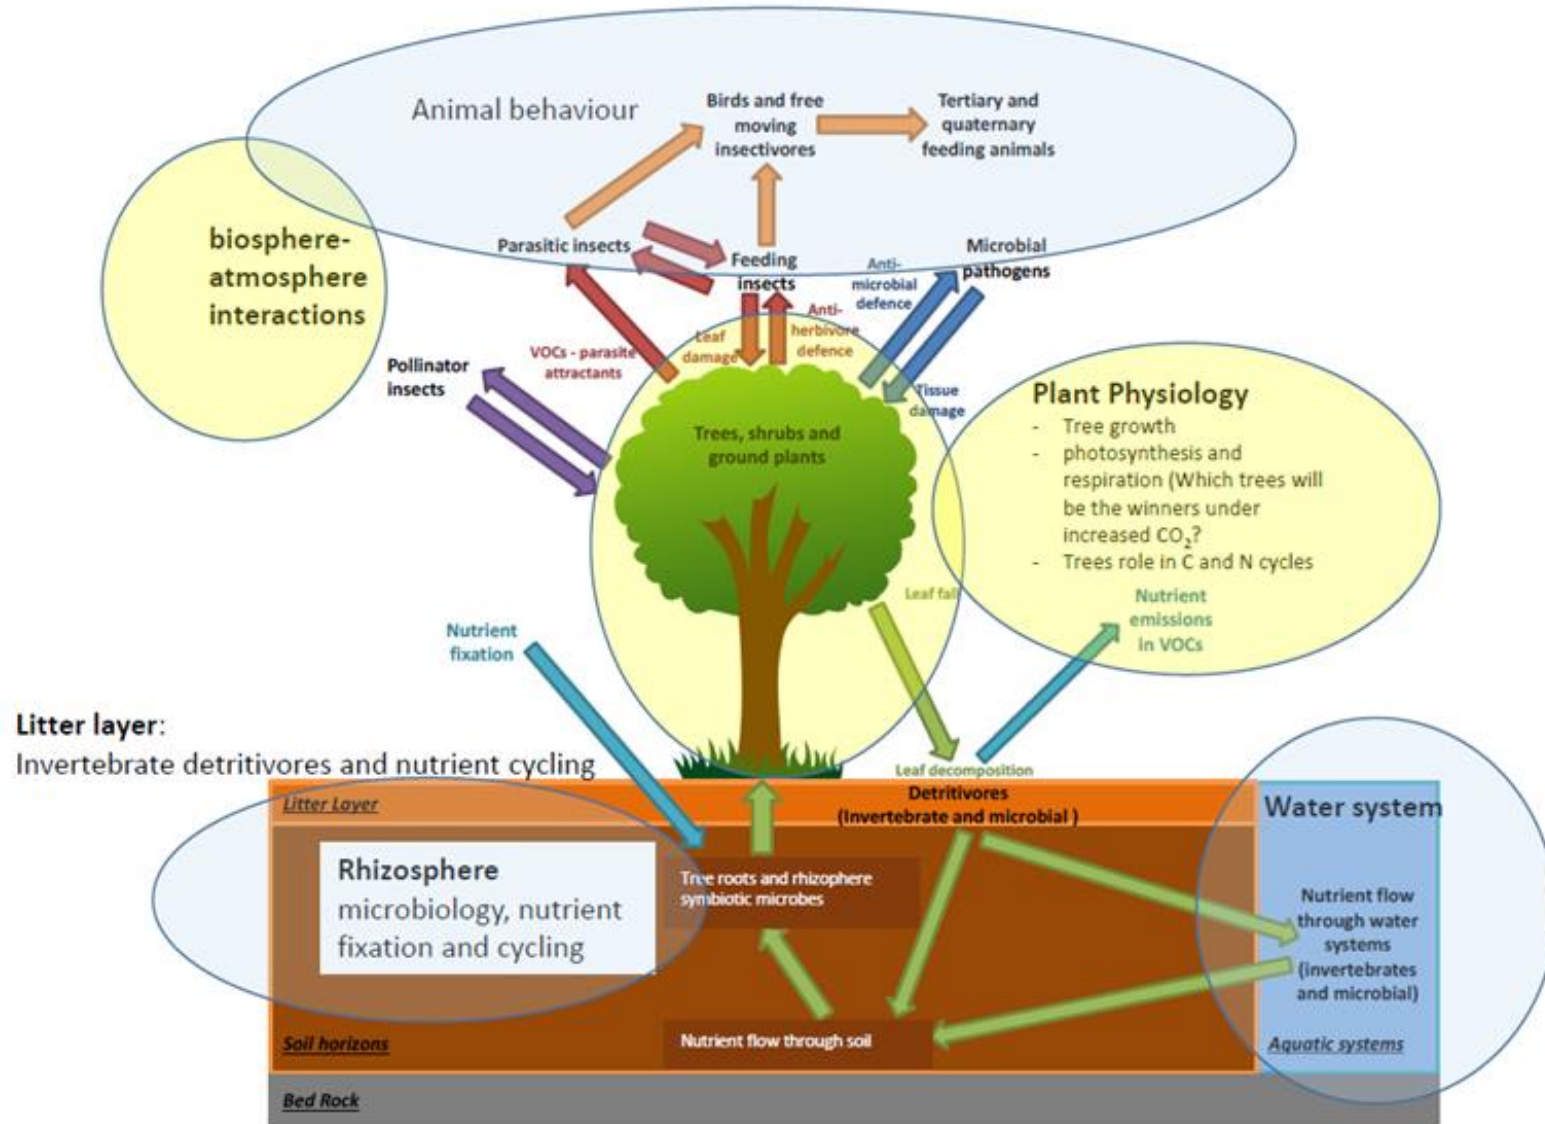 Animal behaviour
Birds and free
moving
insectivores
Tertiary and
quaternary
feeding animals
biosphere-
atmosphere
interactions
Parasitic insects
Feeding
insects
Anti-
microbial
defence
Microbial
pathogens
Pollinator
insects
VOCs - parasite
attractants
Leaf
damage
Anti-
herbivore
defence
Tissue
damage
Plant Physiology
- Tree growth
- photosynthesis and
respiration (Which trees will
be the winners under
increased CO₂?
- Trees role in C and N cycles
Trees, shrubs and
ground plants
Leaf fall
Nutrient
emissions
in VOCs
Nutrient
fixation
Litter layer:
Invertebrate detritivores and nutrient cycling
Leaf decomposition
Detritivores
(Invertebrate and microbial )
Litter Layer
Water system
Rhizosphere
microbiology, nutrient
fixation and cycling
Tree roots and rhizophere
symbiotic microbes
Nutrient flow
through water
systems
(invertebrates
and microbial)
Soil horizons
Nutrient flow through soil
Aquatic systems
Bed Rock